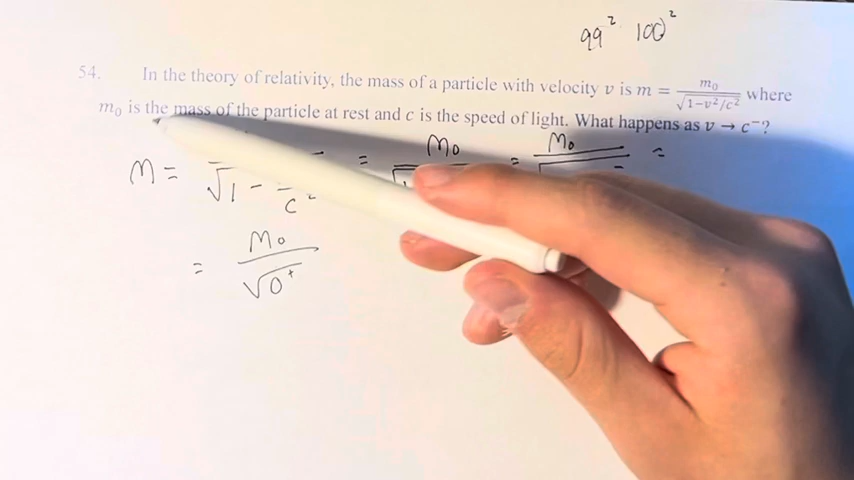 99² 100²
54. In the theory of relativity, the mass of a particle with velocity v is m = m₀/√(1−v²/c²) where
m₀ is the mass of the particle at rest and c is the speed of light. What happens as v → c⁻?
m = √1 − c² = m₀ = m₀ =
= m₀/√0⁺